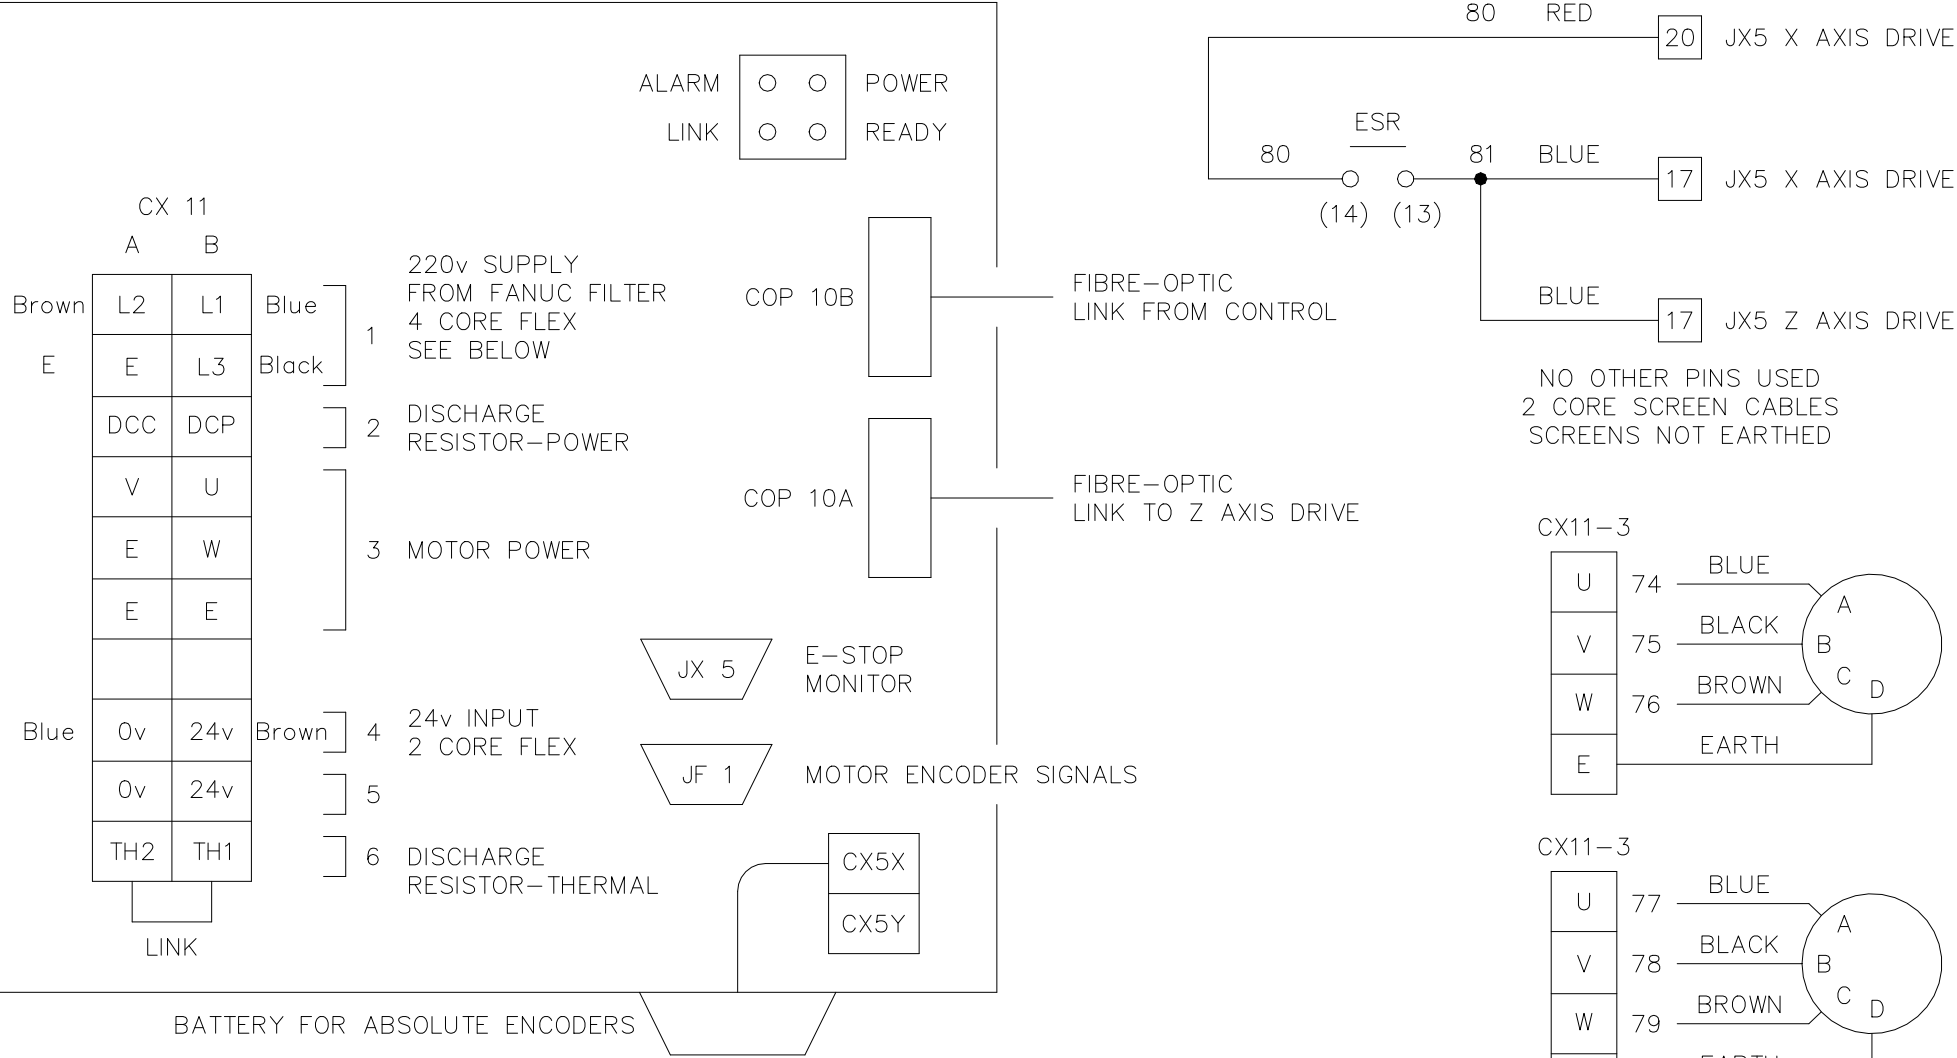 80 RED
20 JX5 X AXIS DRIVE
ALARM POWER
LINK READY
ESR
80 81 BLUE
17 JX5 X AXIS DRIVE
(14) (13)
CX 11
A B
220v SUPPLY
FROM FANUC FILTER
4 CORE FLEX
SEE BELOW
Brown L2 L1 Blue
1
E E L3 Black
DCC DCP
2 DISCHARGE
RESISTOR-POWER
V U
E W
3 MOTOR POWER
E E
Blue 0v 24v Brown
4 24v INPUT
2 CORE FLEX
0v 24v
5
TH2 TH1
6 DISCHARGE
RESISTOR-THERMAL
LINK
COP 10B
FIBRE-OPTIC
LINK FROM CONTROL
COP 10A
FIBRE-OPTIC
LINK TO Z AXIS DRIVE
JX 5
E-STOP
MONITOR
JF 1 MOTOR ENCODER SIGNALS
CX5X
CX5Y
BATTERY FOR ABSOLUTE ENCODERS
BLUE
17 JX5 Z AXIS DRIVE
NO OTHER PINS USED
2 CORE SCREEN CABLES
SCREENS NOT EARTHED
CX11-3
U 74 BLUE A
V 75 BLACK B
W 76 BROWN C D
E EARTH
CX11-3
U 77 BLUE A
V 78 BLACK B
W 79 BROWN C D
EARTH